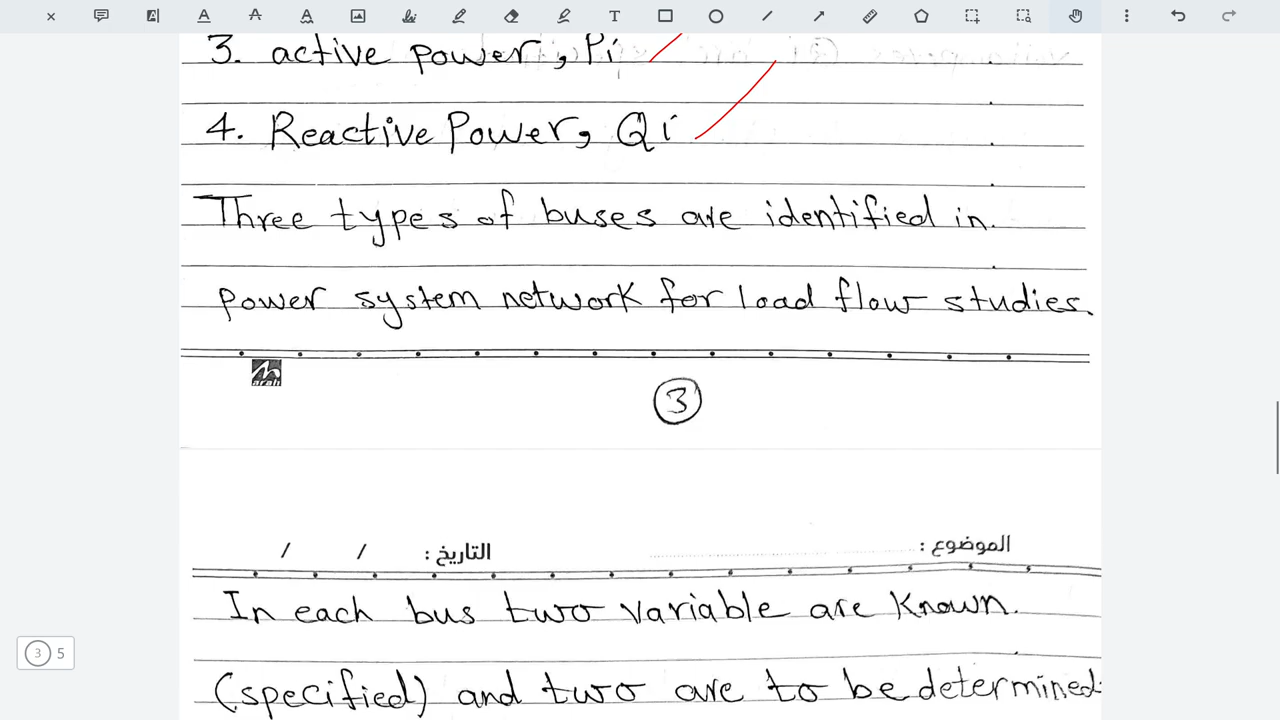 3. active power, Pi
4. Reactive Power, Qi
Three types of buses are identified in.
power system network for load flow studies.
3
الموضوع :
التاريخ : / /
In each bus two variable are known.
(specified) and two are to be determined.
3 5